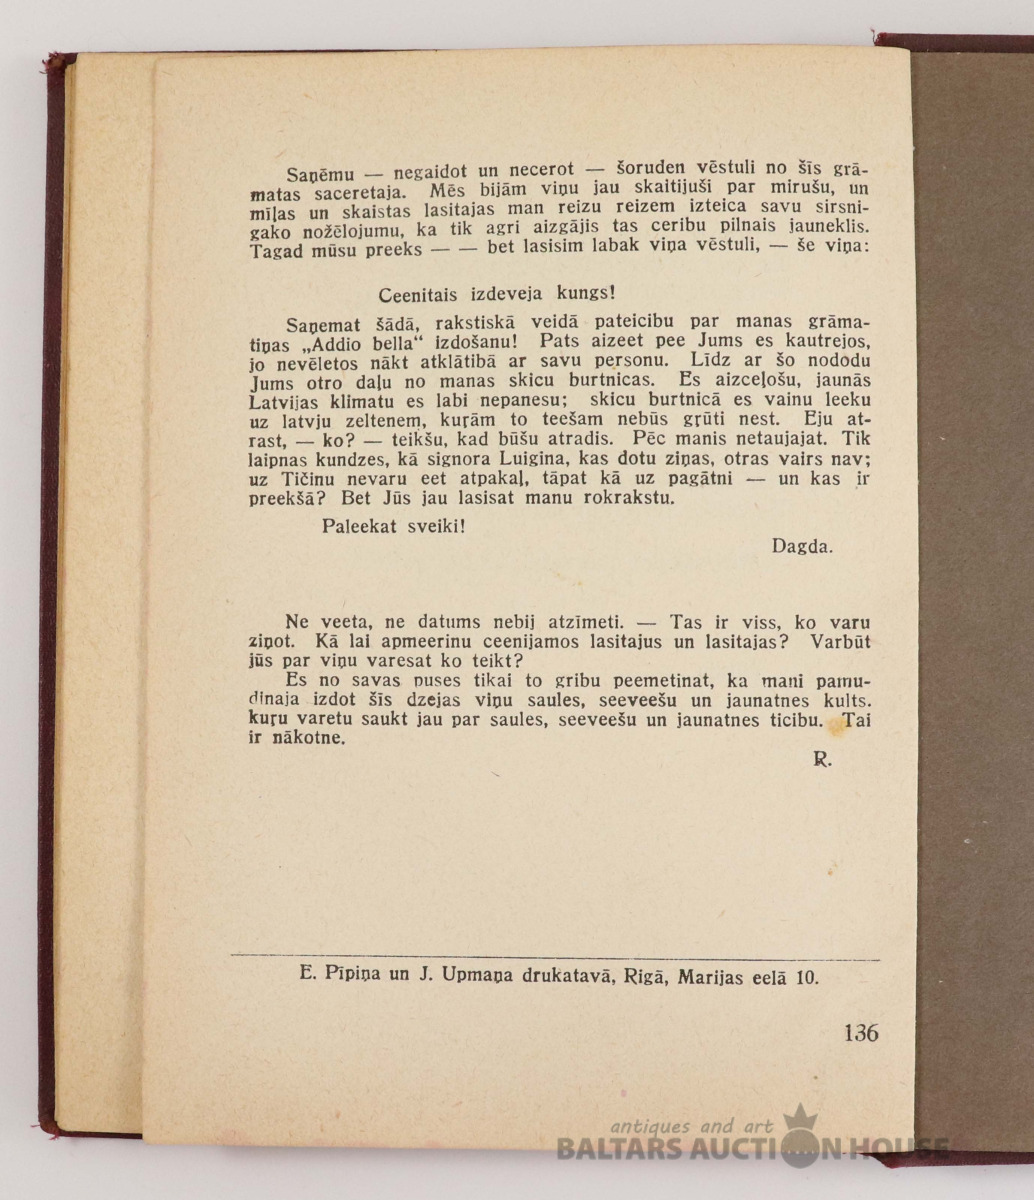 Saņēmu — negaidot un necerot — šoruden vēstuli no šīs grā-
matas saceretaja. Mēs bijām viņu jau skaitijuši par mirušu, un
mīļas un skaistas lasitajas man reizu reizem izteica savu sirsni-
gako nožēlojumu, ka tik agri aizgājis tas ceribu pilnais jauneklis.
Tagad mūsu preeks — — bet lasisim labak viņa vēstuli, — še viņa:
Ceenitais izdeveja kungs!
Saņemat šādā, rakstiskā veidā pateicibu par manas grāma-
tiņas „Addio bella“ izdošanu! Pats aizeet pee Jums es kautrejos,
jo nevēletos nākt atklātibā ar savu personu. Līdz ar šo nododu
Jums otro daļu no manas skicu burtnicas. Es aizceļošu, jaunās
Latvijas klimatu es labi nepanesu; skicu burtnicā es vainu leeku
uz latvju zeltenem, kuŗām to teešam nebūs grūti nest. Eju at-
rast, — ko? — teikšu, kad būšu atradis. Pēc manis netaujajat. Tik
laipnas kundzes, kā signora Luigina, kas dotu ziņas, otras vairs nav;
uz Tičinu nevaru eet atpakaļ, tāpat kā uz pagātni — un kas ir
preekšā? Bet Jūs jau lasisat manu rokrakstu.
Paleekat sveiki!
Dagda.
Ne veeta, ne datums nebij atzīmeti. — Tas ir viss, ko varu
ziņot. Kā lai apmeerinu ceenijamos lasitajus un lasitajas? Varbūt
jūs par viņu varesat ko teikt?
Es no savas puses tikai to gribu peemetinat, ka mani pamu-
dinaja izdot šīs dzejas viņu saules, seeveešu un jaunatnes kults.
kuŗu varetu saukt jau par saules, seeveešu un jaunatnes ticibu. Tai
ir nākotne.
R.
E. Pīpiņa un J. Upmaņa drukatavā, Rigā, Marijas eelā 10.
136
antiques and art
BALTARS AUCTION HOUSE